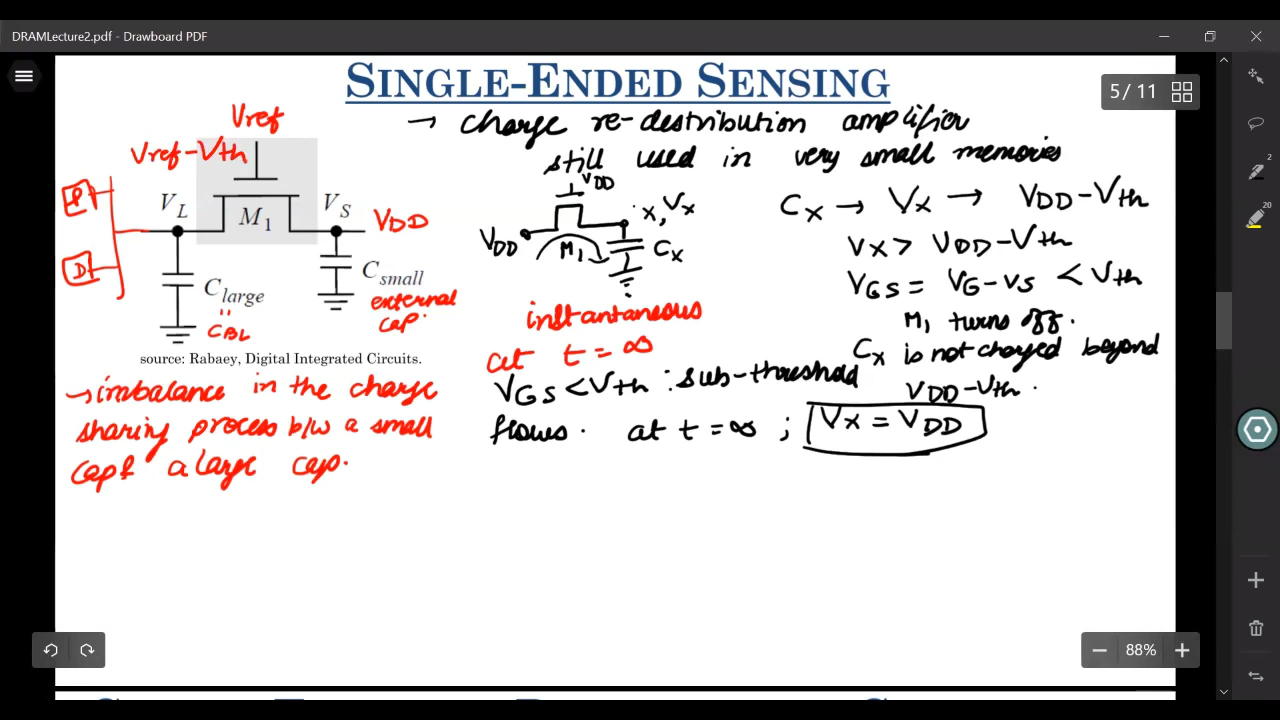 DRAMLecture2.pdf - Drawboard PDF
SINGLE-ENDED SENSING
5 / 11
Vref
Vref-Vth
VL
M1
VS
VDD
Clarge
CBL
Csmall
external
cap.
source: Rabaey, Digital Integrated Circuits.
→ imbalance in the charge
sharing process b/w a small
cap & a large cap.
→ charge re-distribution amplifier
still used in very small memories
VDD
VDD
M1
x, Vx
Cx
Cx → Vx → VDD-Vth
Vx > VDD-Vth
VGS = VG-VS < Vth
M1 turns off.
Cx is not charged beyond
VDD-Vth.
instantaneous
at t = ∞
VGS < Vth : sub-threshold
flows. at t = ∞ ; Vx = VDD
88%
2
20